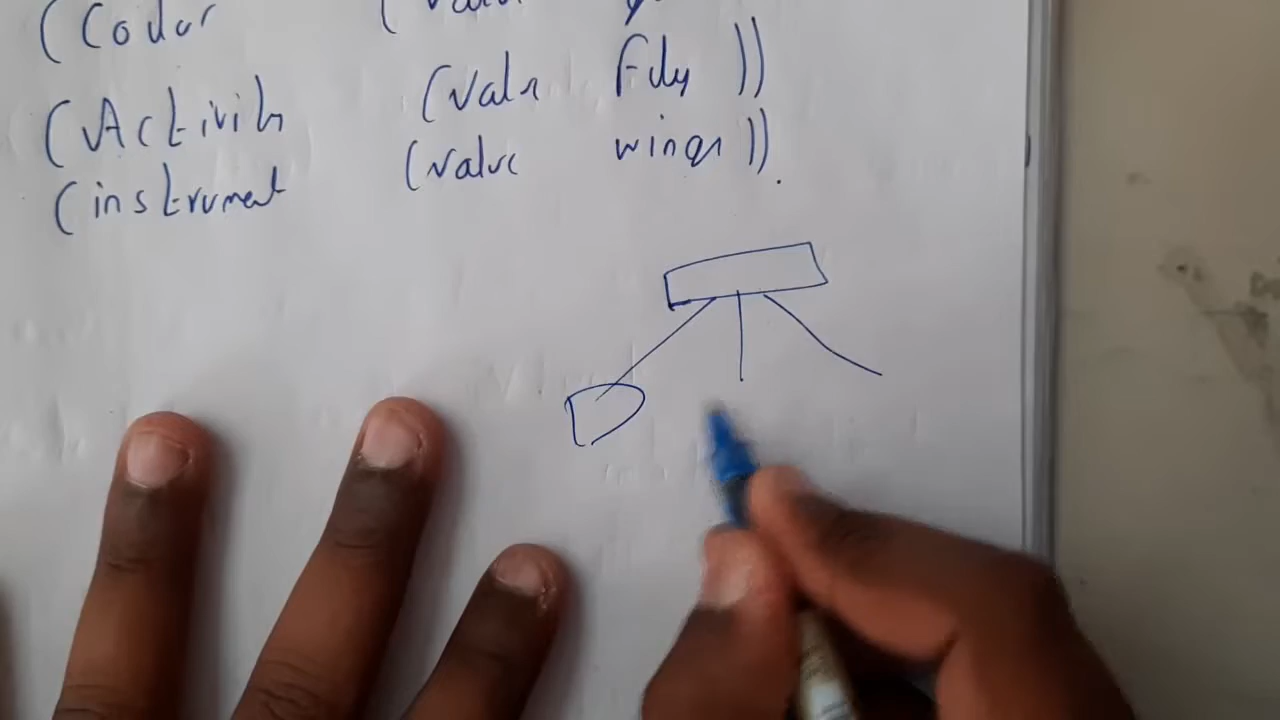 (Color (
(Activity (Value Fly ))
(instrument (value wings )).